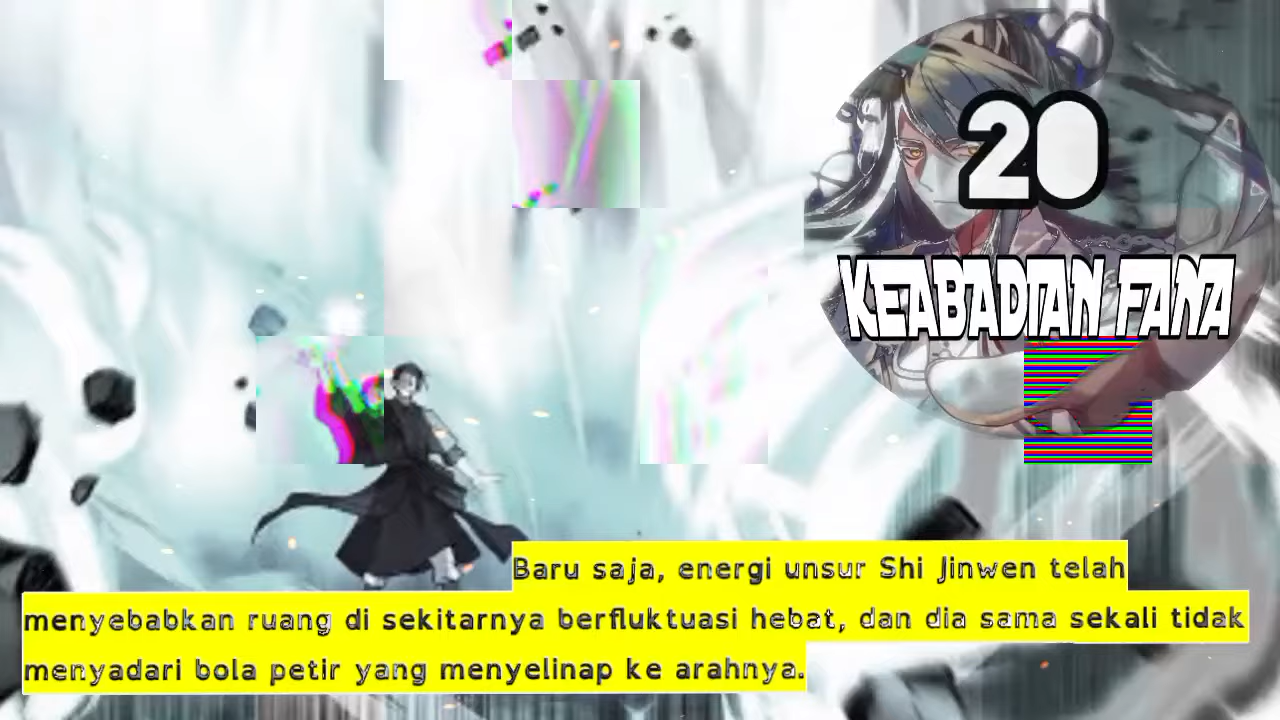 20
KEABADIAN FANA
Baru saja, energi unsur Shi Jinwen telah
menyebabkan ruang di sekitarnya berfluktuasi hebat, dan dia sama sekali tidak
menyadari bola petir yang menyelinap ke arahnya.